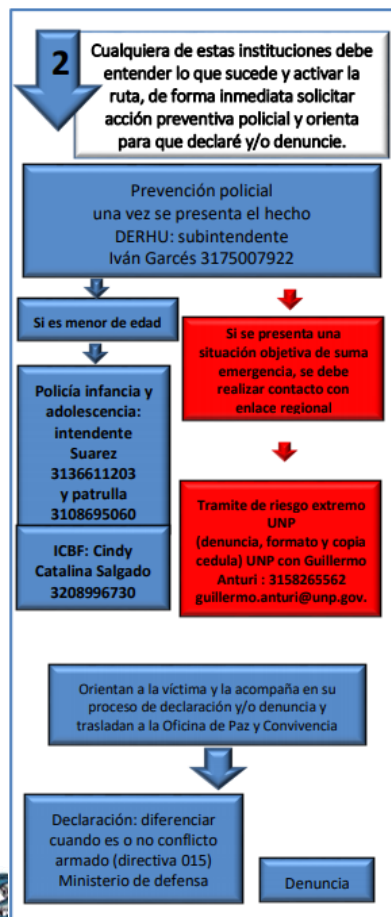 2
Cualquiera de estas instituciones debe
entender lo que sucede y activar la
ruta, de forma inmediata solicitar
acción preventiva policial y orienta
para que declaré y/o denuncie.
Prevención policial
una vez se presenta el hecho
DERHU: subintendente
Iván Garcés 3175007922
Si es menor de edad
Policía infancia y
adolescencia:
intendente
Suarez
3136611203
y patrulla
3108695060
ICBF: Cindy
Catalina Salgado
3208996730
Si se presenta una
situación objetiva de suma
emergencia, se debe
realizar contacto con
enlace regional
Tramite de riesgo extremo
UNP
(denuncia, formato y copia
cedula) UNP con Guillermo
Anturi : 3158265562
guillermo.anturi@unp.gov.
Orientan a la víctima y la acompaña en su
proceso de declaración y/o denuncia y
trasladan a la Oficina de Paz y Convivencia
Declaración: diferenciar
cuando es o no conflicto
armado (directiva 015)
Ministerio de defensa
Denuncia